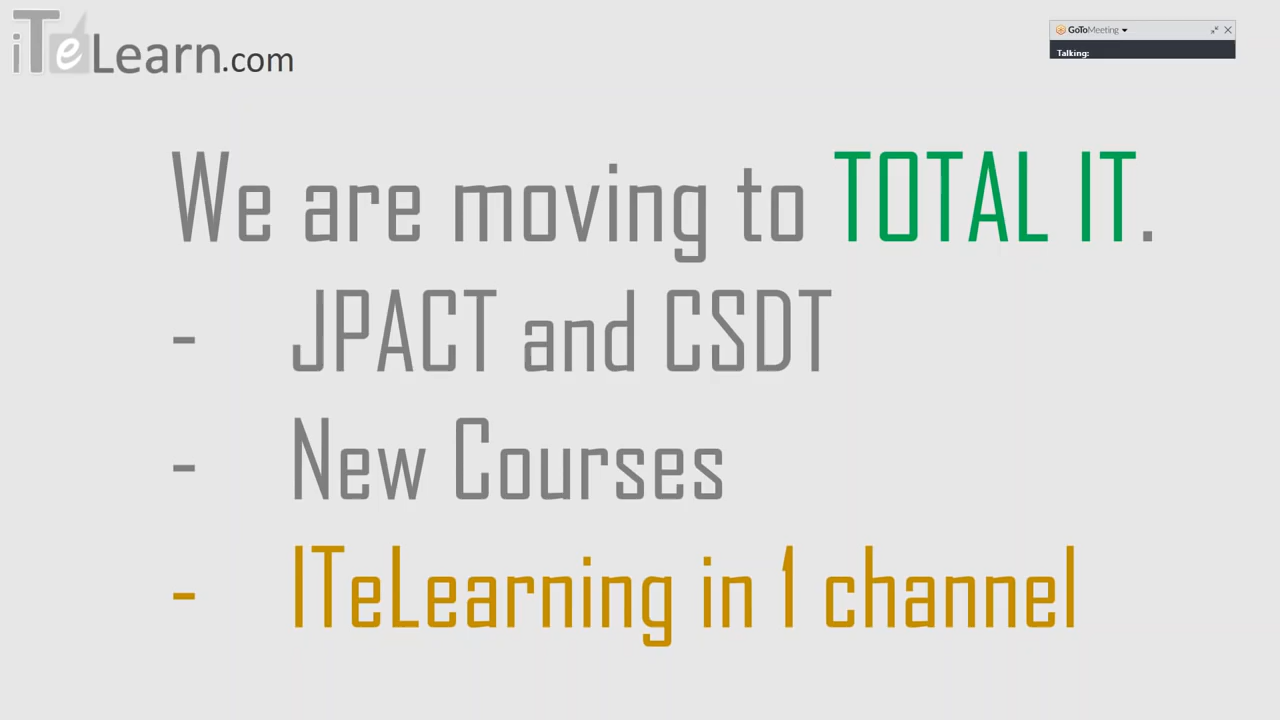 iTeLearn.com
GoToMeeting
Talking:
We are moving to TOTAL IT.
- JPACT and CSDT
- New Courses
- ITeLearning in 1 channel